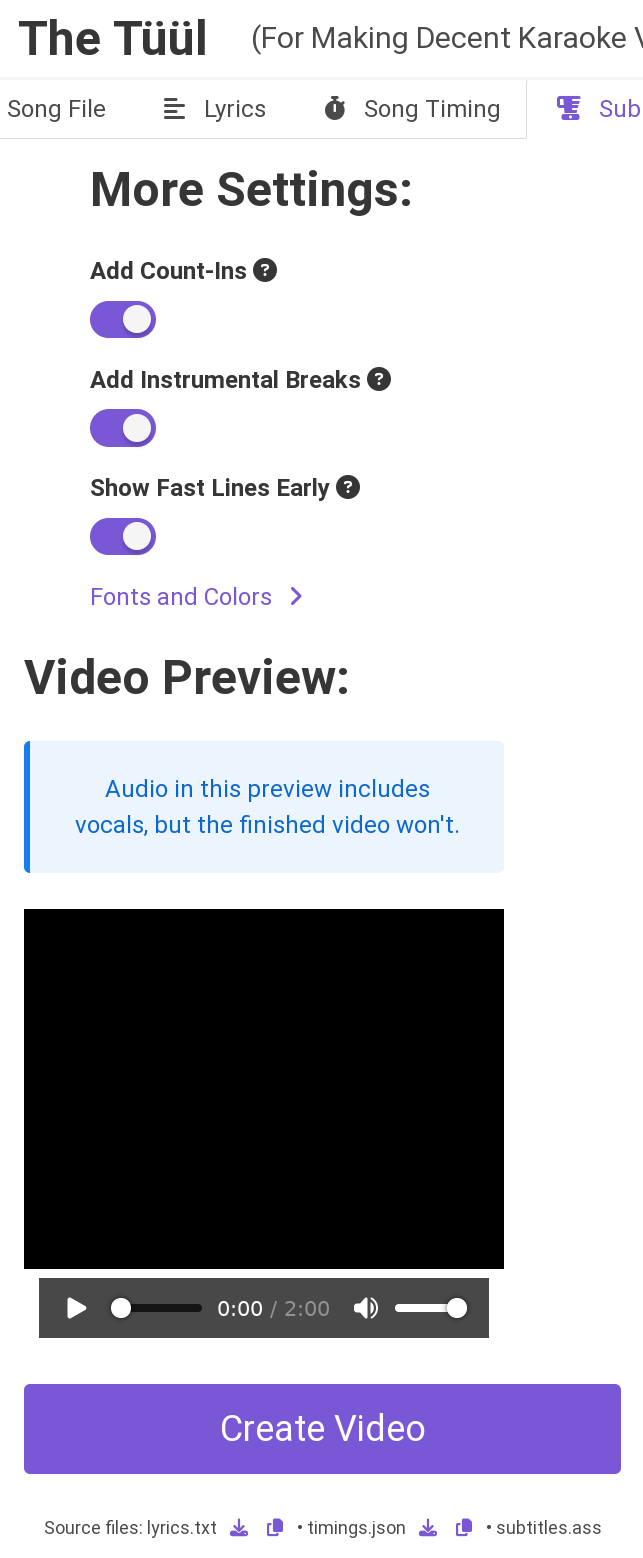 The Tüül (For Making Decent Karaoke V
Song File Lyrics Song Timing Sub
More Settings:
Add Count-Ins ?
Add Instrumental Breaks ?
Show Fast Lines Early ?
Fonts and Colors
Video Preview:
Audio in this preview includes
vocals, but the finished video won't.
0:00 / 2:00
Create Video
Source files: lyrics.txt • timings.json • subtitles.ass